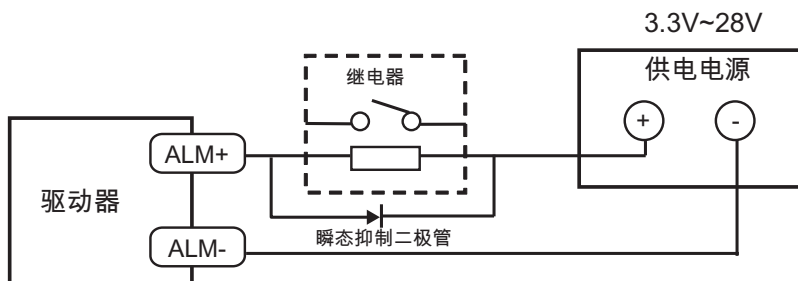 3.3V~28V
继电器
供电电源
+
-
ALM+
驱动器
瞬态抑制二极管
ALM-